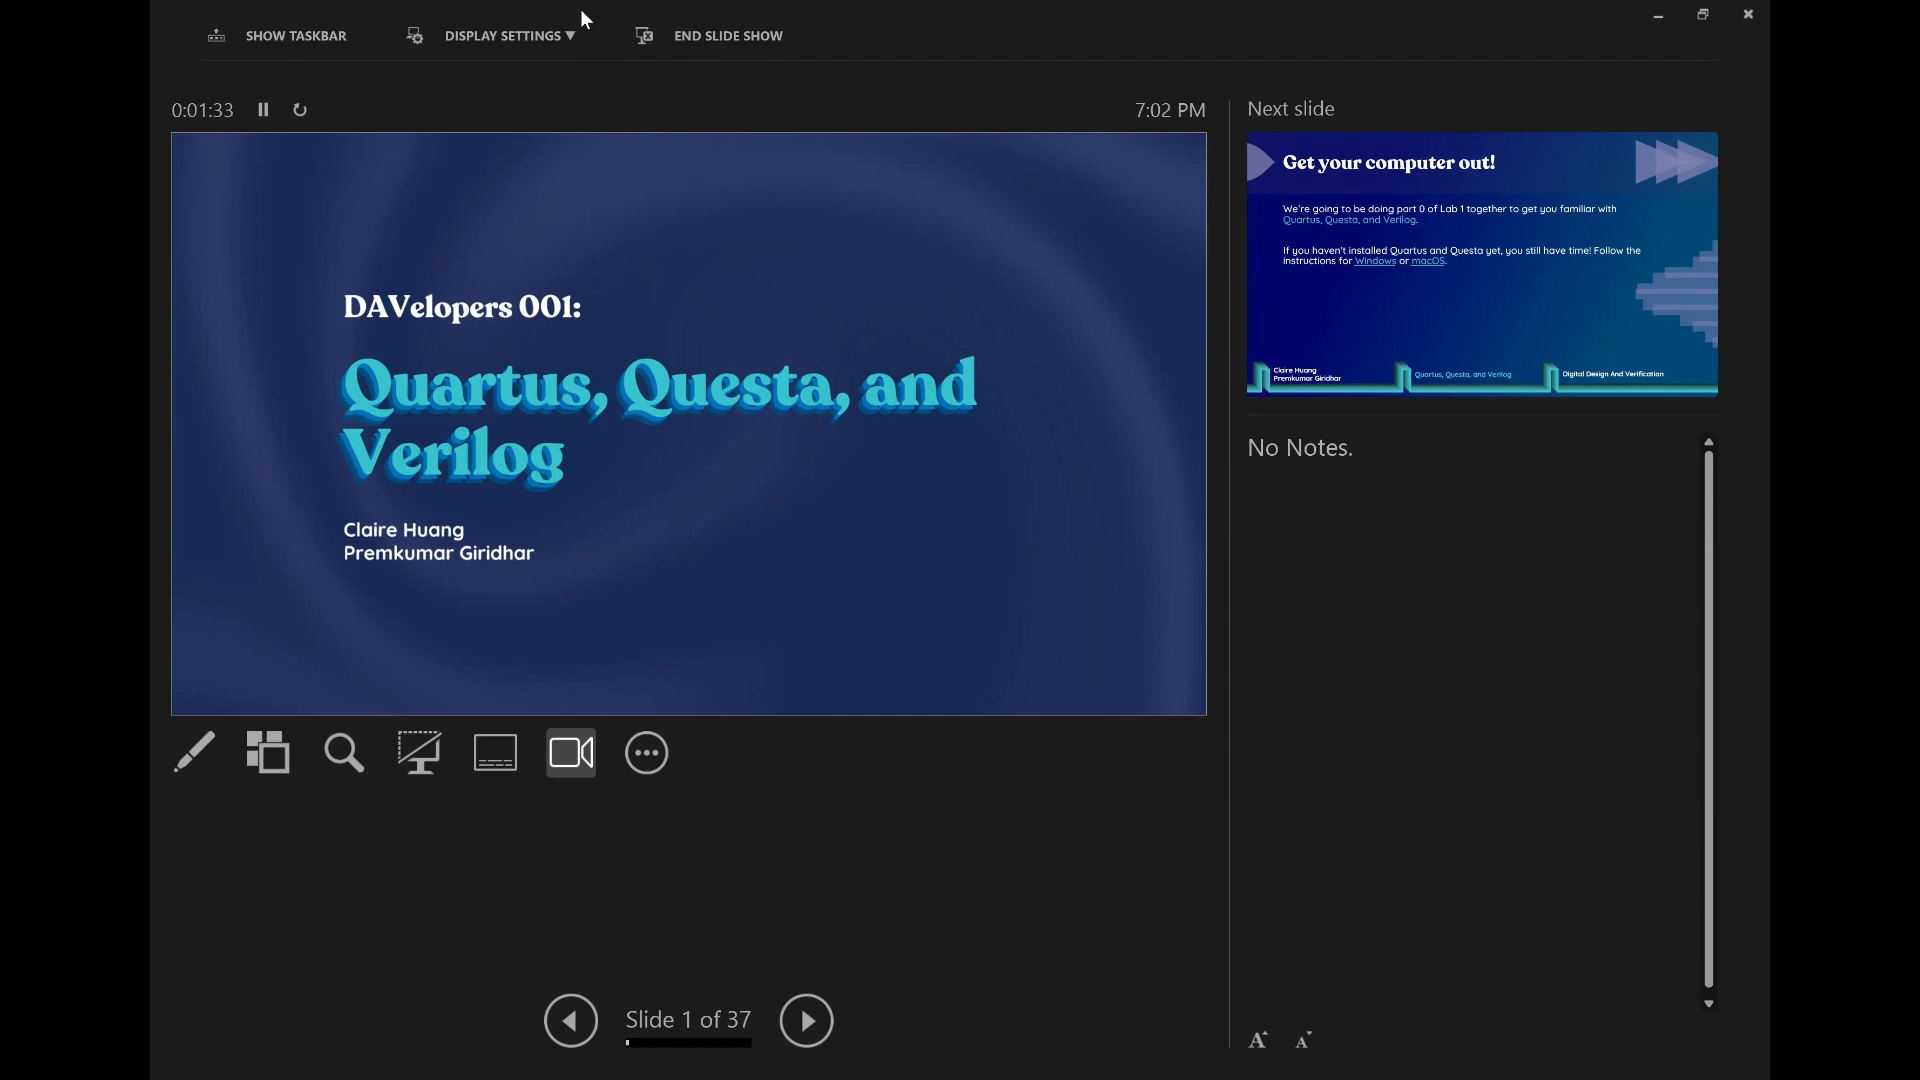 SHOW TASKBAR
DISPLAY SETTINGS ▼
END SLIDE SHOW
0:01:33
7:02 PM
DAVelopers 001:
Quartus, Questa, and
Verilog
Claire Huang
Premkumar Giridhar
Slide 1 of 37
Next slide
Get your computer out!
We're going to be doing part 0 of Lab 1 together to get you familiar with
Quartus, Questa, and Verilog.
If you haven't installed Quartus and Questa yet, you still have time! Follow the
instructions for Windows or macOS.
Claire Huang
Premkumar Giridhar
Quartus, Questa, and Verilog
Digital Design And Verification
No Notes.
A A